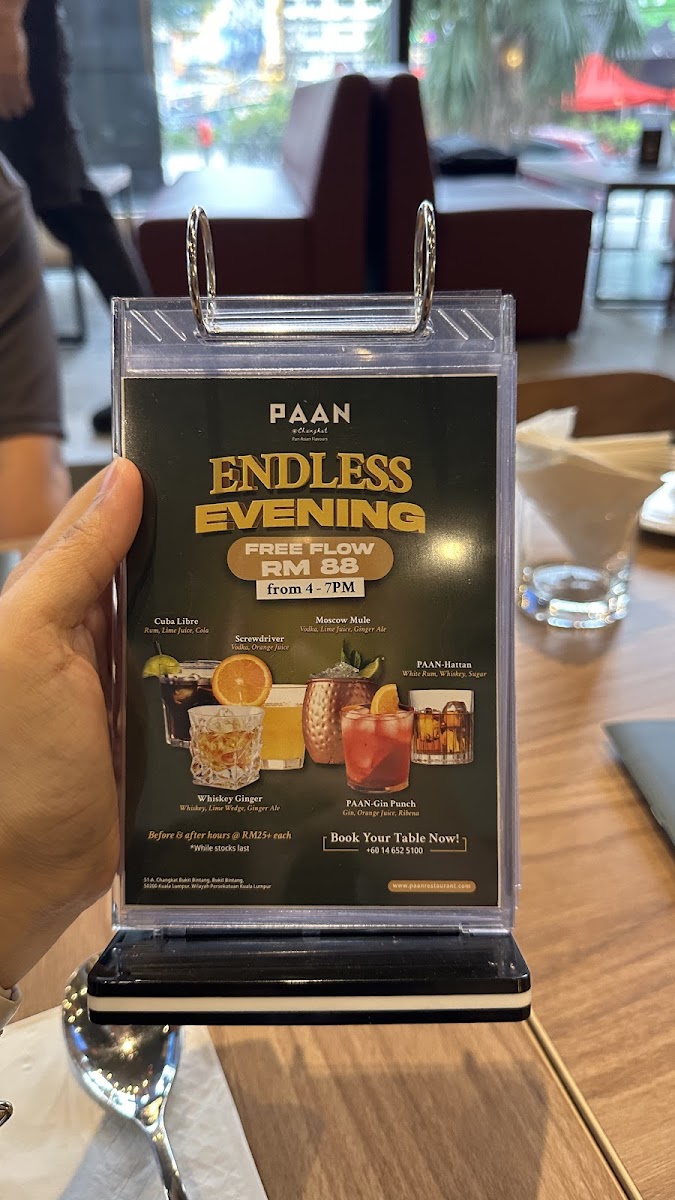 PAAN
@Changkat
Pan Asian Flavours
ENDLESS
EVENING
FREE FLOW
RM 88
from 4 - 7PM
Cuba Libre
Rum, Lime Juice, Cola
Screwdriver
Vodka, Orange Juice
Moscow Mule
Vodka, Lime Juice, Ginger Ale
PAAN-Hattan
White Rum, Whiskey, Sugar
Whiskey Ginger
Whiskey, Lime Wedge, Ginger Ale
PAAN-Gin Punch
Gin, Orange Juice, Ribena
Before & after hours @ RM25+ each
*While stocks last
Book Your Table Now!
+60 14 652 5100
51-A, Changkat Bukit Bintang, Bukit Bintang,
50200 Kuala Lumpur, Wilayah Persekutuan Kuala Lumpur
www.paanrestaurant.com